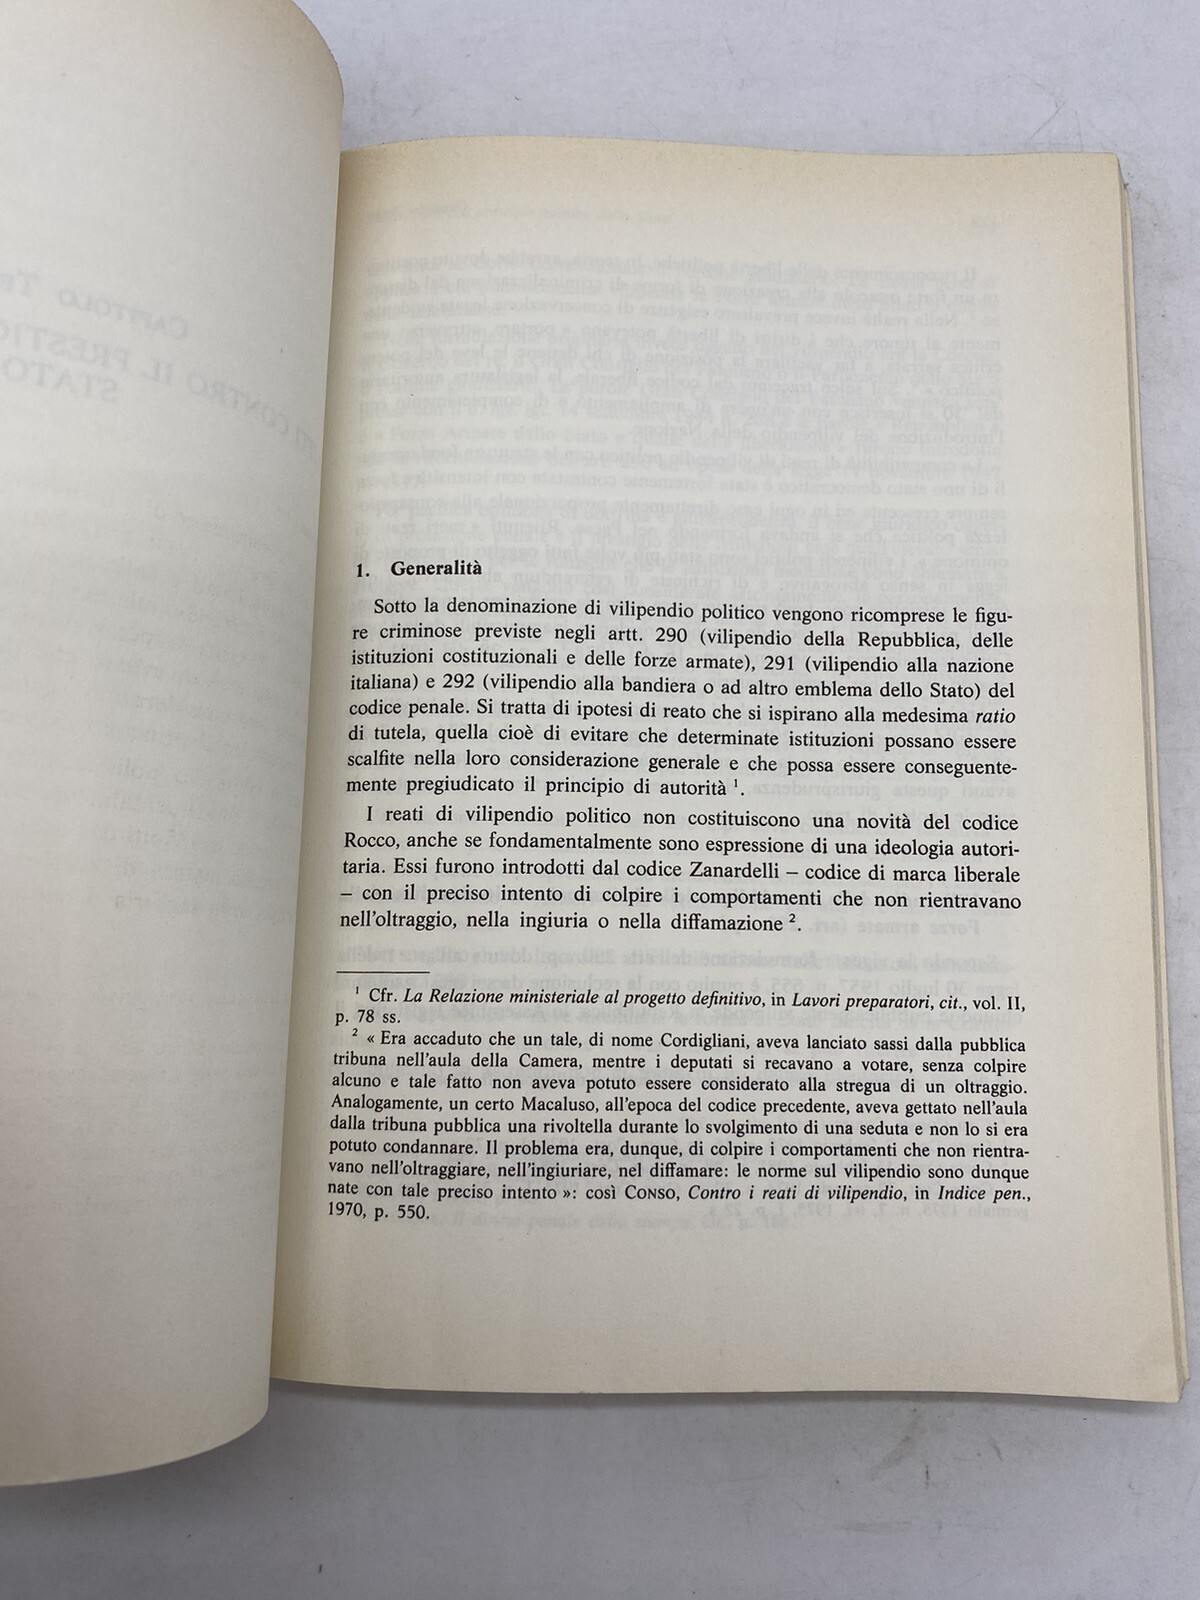 1. Generalità
Sotto la denominazione di vilipendio politico vengono ricomprese le figu-
re criminose previste negli artt. 290 (vilipendio della Repubblica, delle
istituzioni costituzionali e delle forze armate), 291 (vilipendio alla nazione
italiana) e 292 (vilipendio alla bandiera o ad altro emblema dello Stato) del
codice penale. Si tratta di ipotesi di reato che si ispirano alla medesima ratio
di tutela, quella cioè di evitare che determinate istituzioni possano essere
scalfite nella loro considerazione generale e che possa essere conseguente-
mente pregiudicato il principio di autorità ¹.
I reati di vilipendio politico non costituiscono una novità del codice
Rocco, anche se fondamentalmente sono espressione di una ideologia autori-
taria. Essi furono introdotti dal codice Zanardelli – codice di marca liberale
– con il preciso intento di colpire i comportamenti che non rientravano
nell'oltraggio, nella ingiuria o nella diffamazione ².
¹ Cfr. La Relazione ministeriale al progetto definitivo, in Lavori preparatori, cit., vol. II,
p. 78 ss.
² « Era accaduto che un tale, di nome Cordigliani, aveva lanciato sassi dalla pubblica
tribuna nell'aula della Camera, mentre i deputati si recavano a votare, senza colpire
alcuno e tale fatto non aveva potuto essere considerato alla stregua di un oltraggio.
Analogamente, un certo Macaluso, all'epoca del codice precedente, aveva gettato nell'aula
dalla tribuna pubblica una rivoltella durante lo svolgimento di una seduta e non lo si era
potuto condannare. Il problema era, dunque, di colpire i comportamenti che non rientra-
vano nell'oltraggiare, nell'ingiuriare, nel diffamare: le norme sul vilipendio sono dunque
nate con tale preciso intento »: così CONSO, Contro i reati di vilipendio, in Indice pen.,
1970, p. 550.